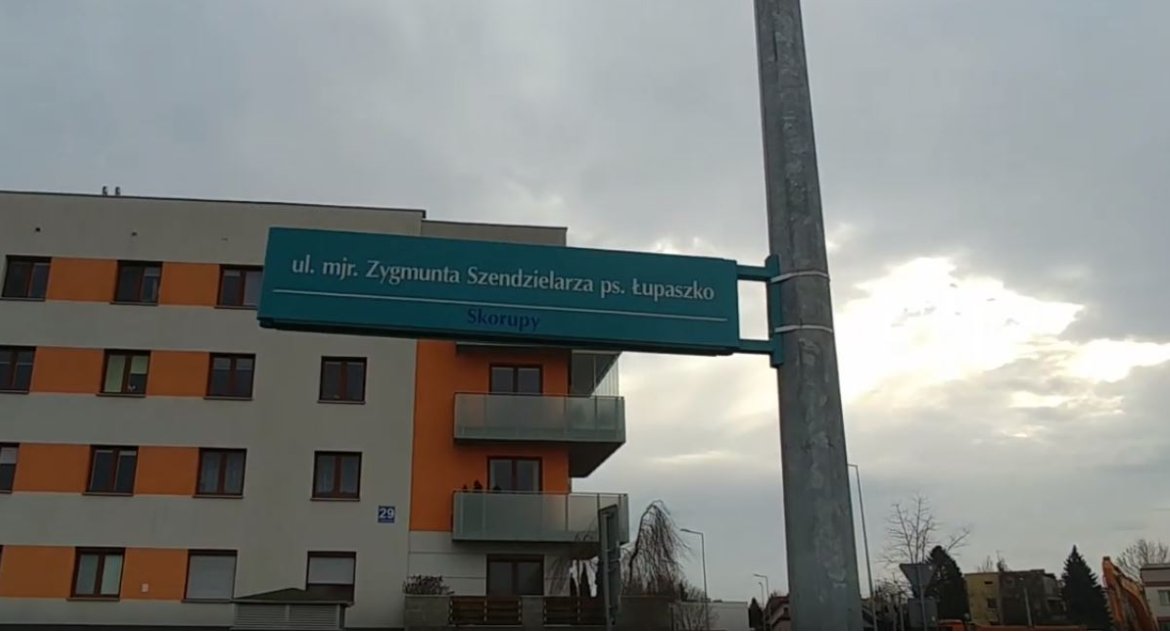 ul. mjr. Zygmunta Szendzielarza ps. Łupaszko
Skorupy
29